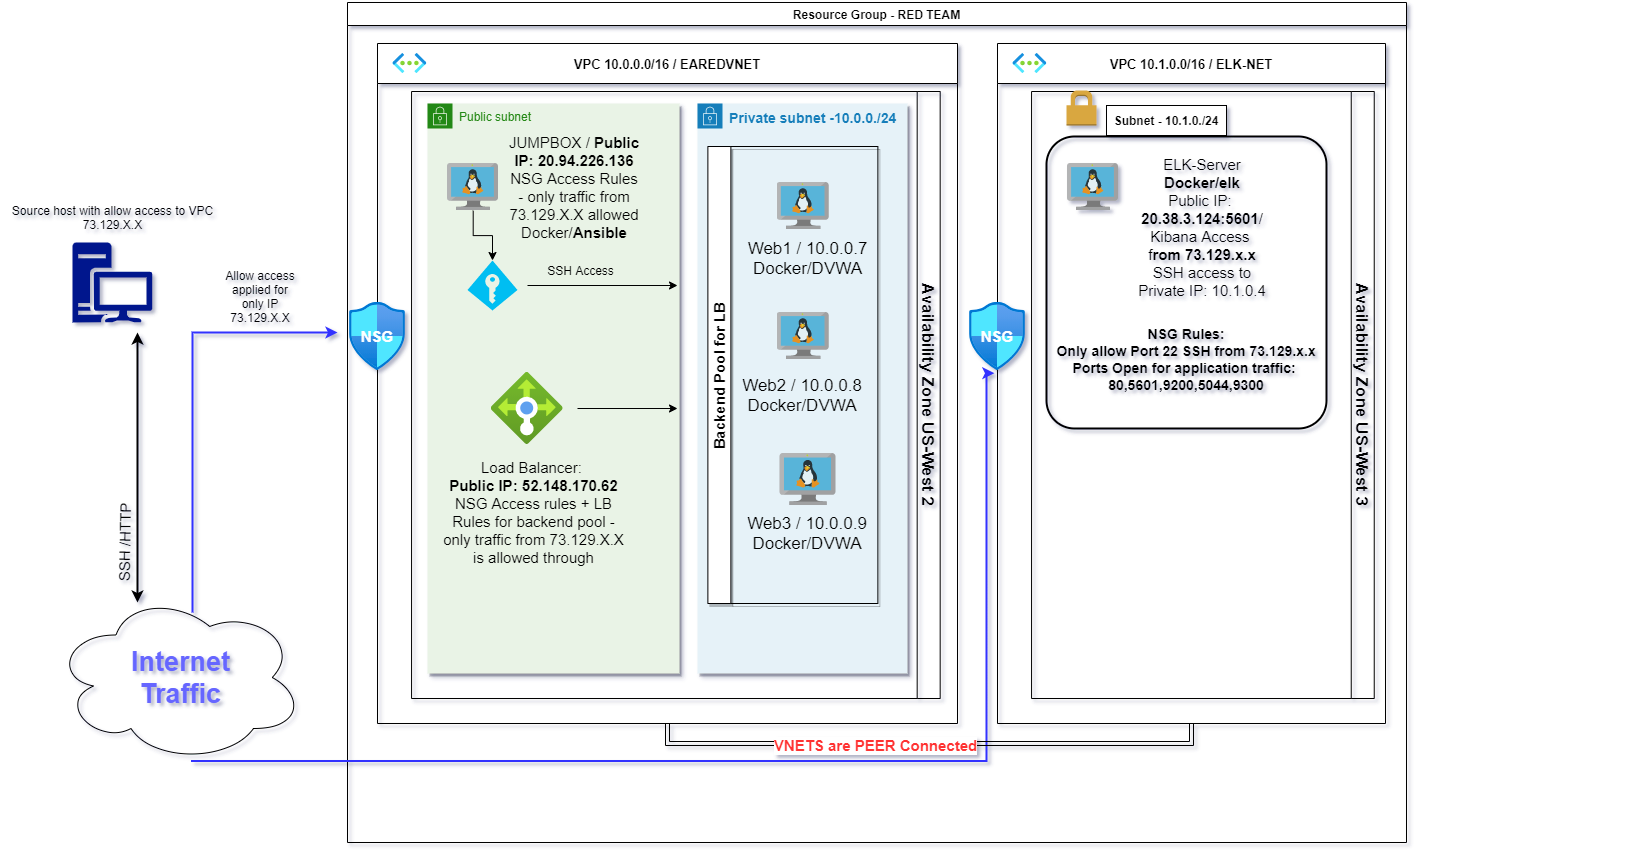 Resource Group - RED TEAM
VPC 10.0.0.0/16 / EAREDVNET
VPC 10.1.0.0/16 / ELK-NET
Public subnet
JUMPBOX / Public
IP: 20.94.226.136
NSG Access Rules
- only traffic from
73.129.X.X allowed
Docker/Ansible
SSH Access
Load Balancer:
Public IP: 52.148.170.62
NSG Access rules + LB
Rules for backend pool -
only traffic from 73.129.X.X
is allowed through
Private subnet -10.0.0./24
Backend Pool for LB
Web1 / 10.0.0.7
Docker/DVWA
Web2 / 10.0.0.8
Docker/DVWA
Web3 / 10.0.0.9
Docker/DVWA
Availability Zone US-West 2
Subnet - 10.1.0./24
ELK-Server
Docker/elk
Public IP:
20.38.3.124:5601/
Kibana Access
from 73.129.x.x
SSH access to
Private IP: 10.1.0.4
NSG Rules:
Only allow Port 22 SSH from 73.129.x.x
Ports Open for application traffic:
80,5601,9200,5044,9300
Availability Zone US-West 3
Source host with allow access to VPC
73.129.X.X
Allow access
applied for
only IP
73.129.X.X
NSG
NSG
SSH /HTTP
Internet
Traffic
VNETS are PEER Connected